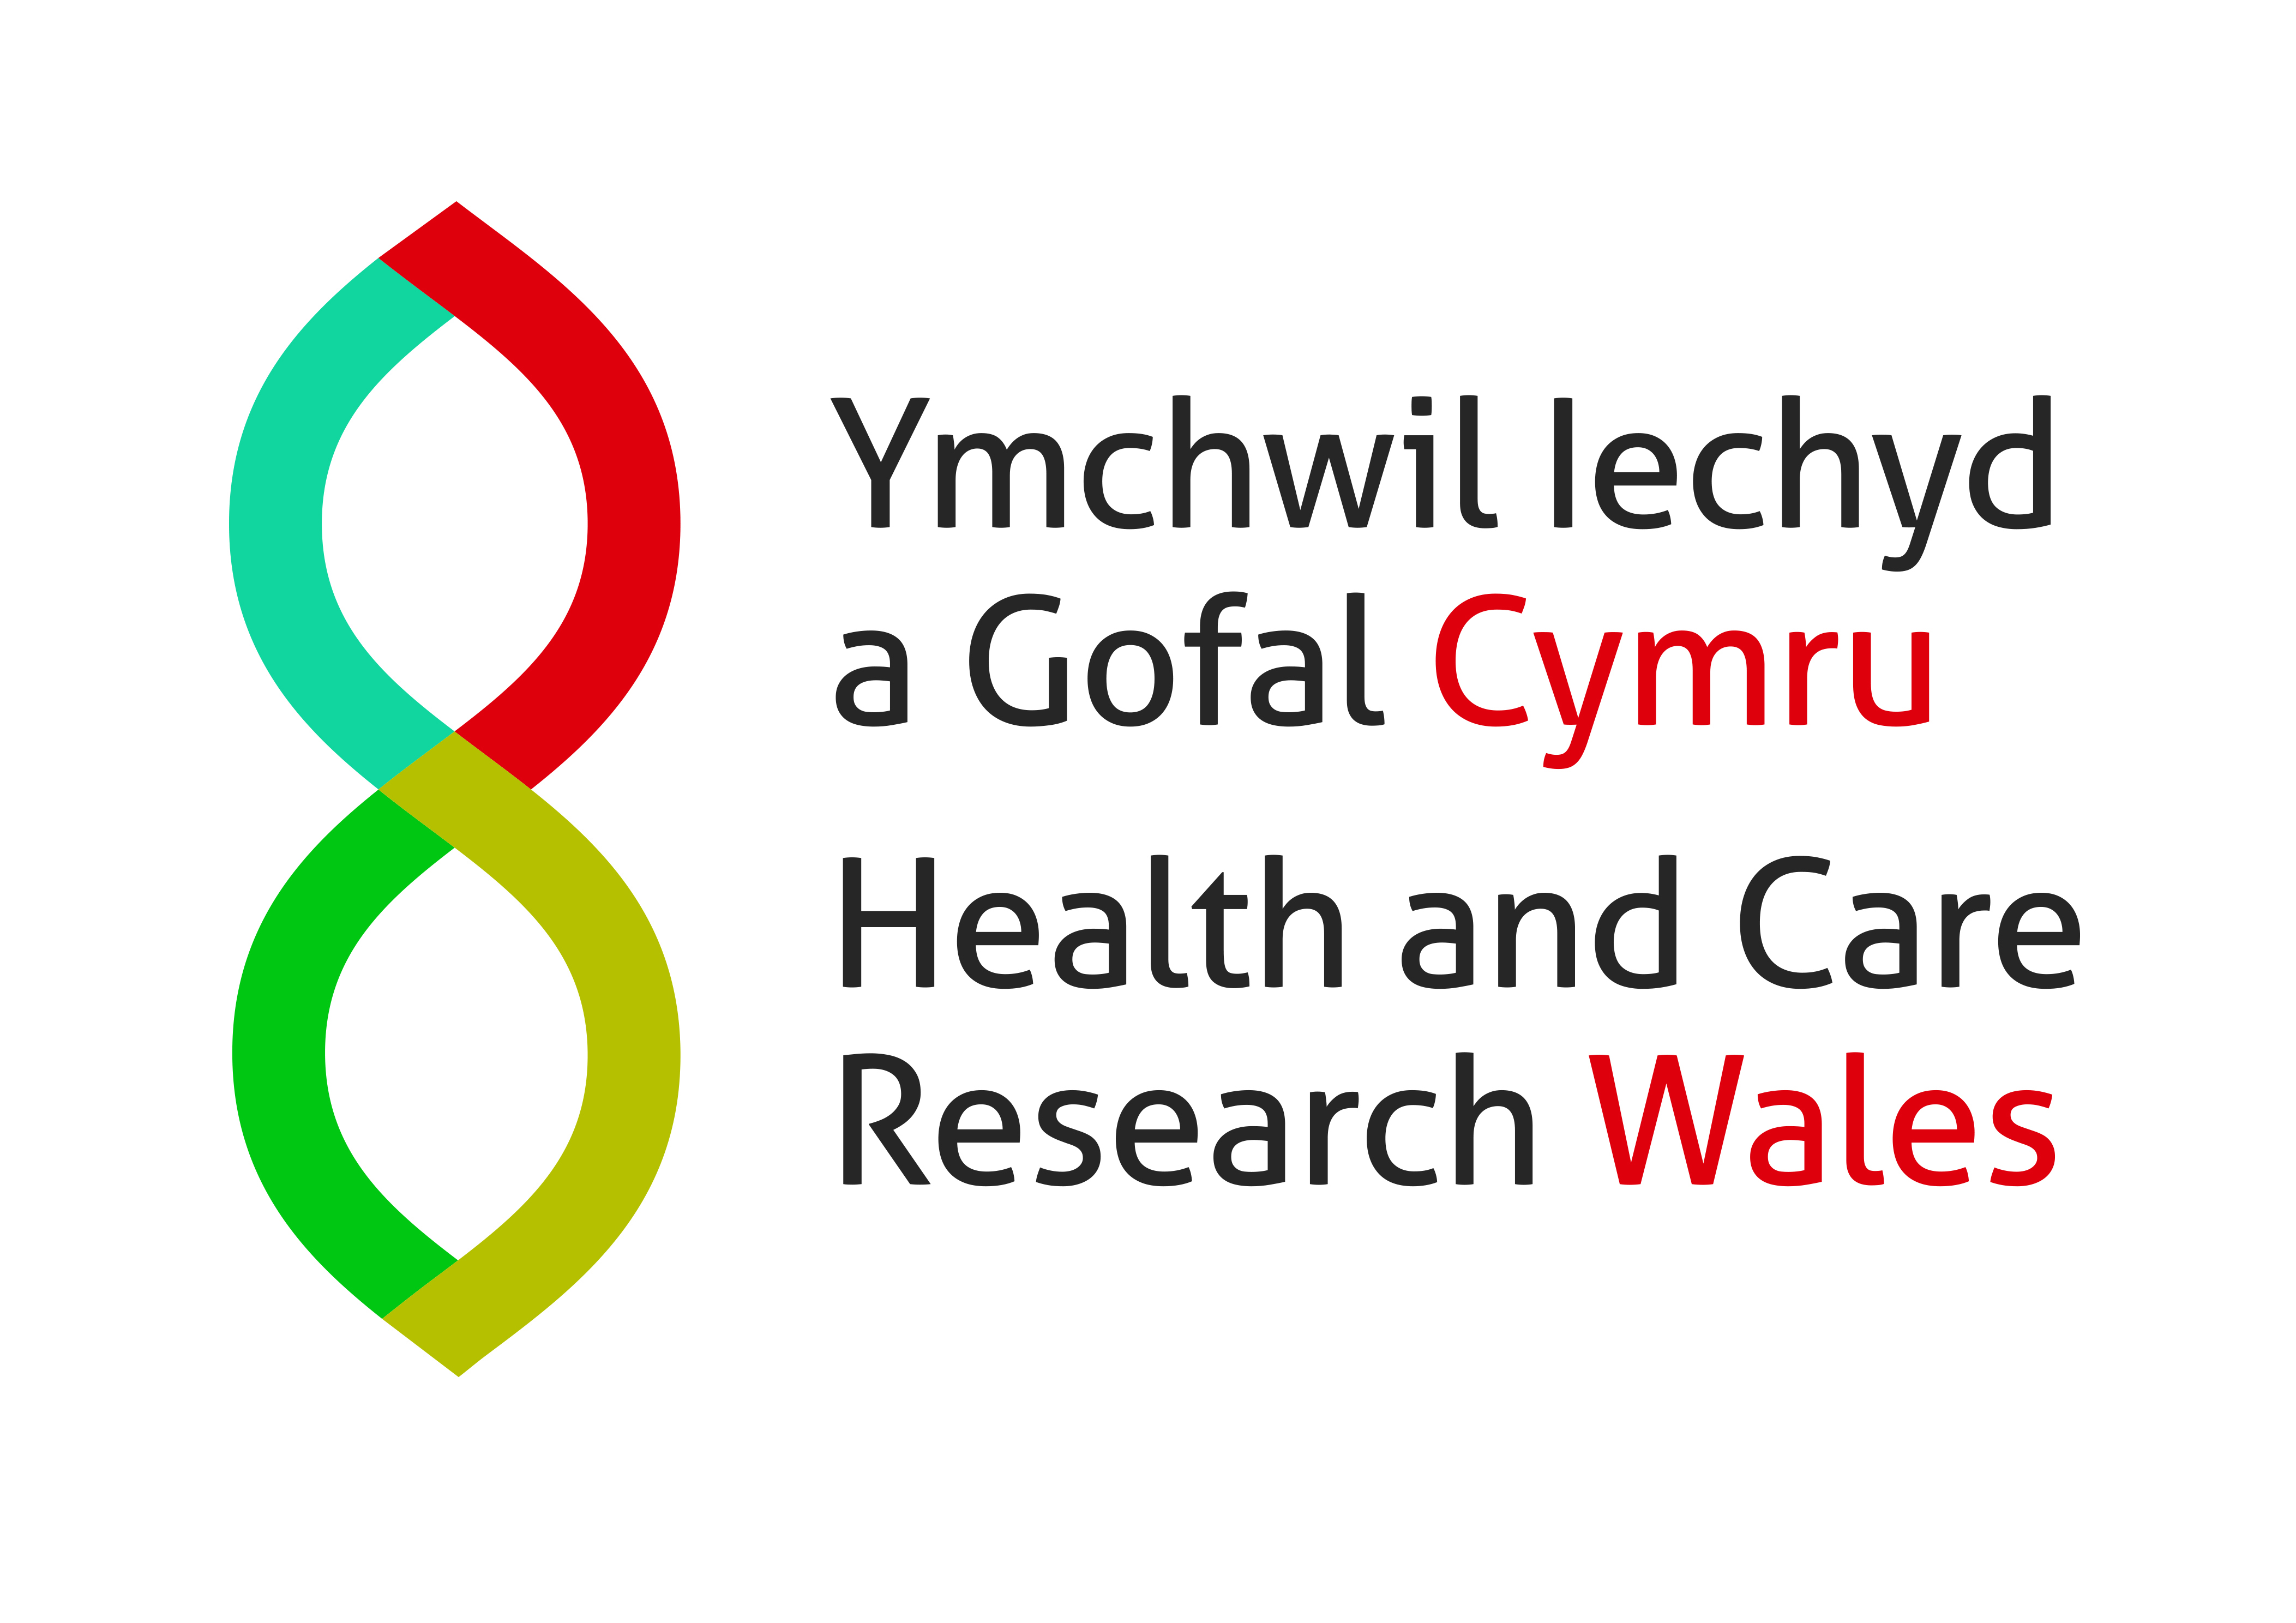 Ymchwil Iechyd
a Gofal Cymru
Health and Care
Research Wales